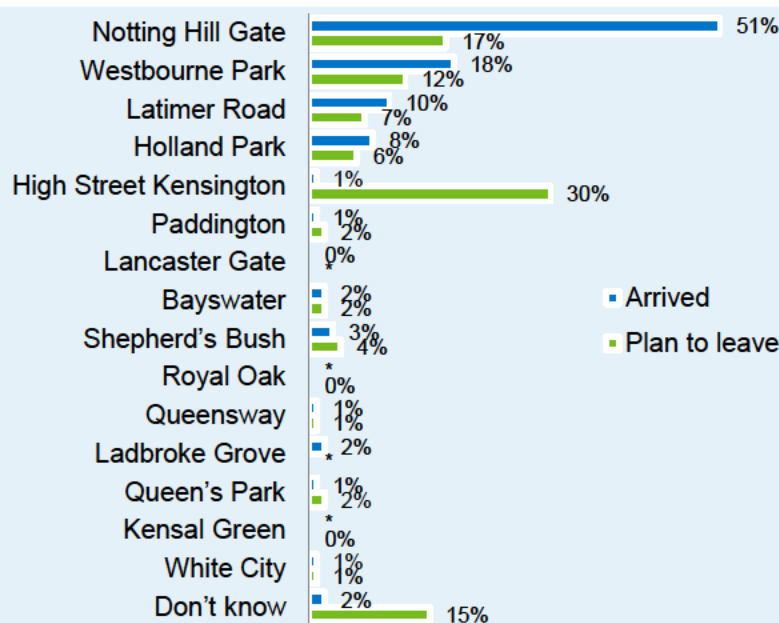 Notting Hill Gate 51%
17%
Westbourne Park 18%
12%
Latimer Road 10%
7%
Holland Park 8%
6%
High Street Kensington 1%
30%
Paddington 1%
2%
Lancaster Gate 0%
*
Bayswater 2%
2%
Arrived
Shepherd's Bush 3%
4%
Plan to leave
Royal Oak *
0%
Queensway 1%
1%
Ladbroke Grove 2%
*
Queen's Park 1%
2%
Kensal Green *
0%
White City 1%
1%
Don't know 2%
15%